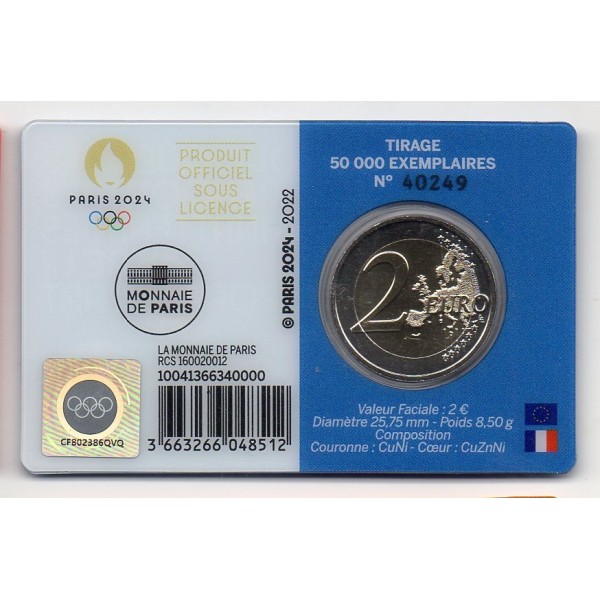 PARIS 2024
PRODUIT
OFFICIEL
SOUS
LICENCE
© PARIS 2024 - 2022
MONNAIE
DE PARIS
LA MONNAIE DE PARIS
RCS 160020012
10041366340000
3 663266 048512
CF802386QVQ
TIRAGE
50 000 EXEMPLAIRES
N° 40249
2 EURO
Valeur Faciale : 2 €
Diamètre 25,75 mm - Poids 8,50 g
Composition
Couronne : CuNi - Cœur : CuZnNi